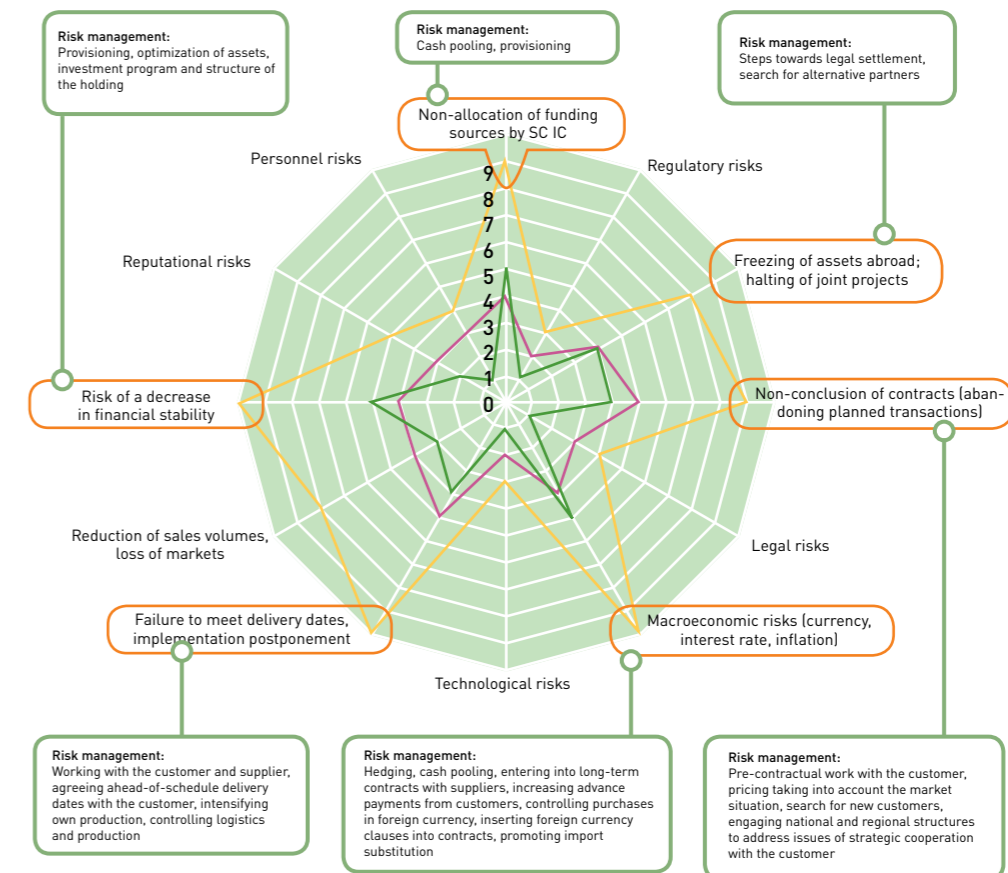 Risk management:
Provisioning, optimization of assets,
investment program and structure of
the holding
Risk management:
Cash pooling, provisioning
Risk management:
Steps towards legal settlement,
search for alternative partners
Non-allocation of funding
sources by SC IC
Personnel risks
Regulatory risks
Reputational risks
Freezing of assets abroad;
halting of joint projects
9
8
7
6
5
4
3
2
1
0
Risk of a decrease
in financial stability
Non-conclusion of contracts (aban-
doning planned transactions)
Reduction of sales volumes,
loss of markets
Legal risks
Failure to meet delivery dates,
implementation postponement
Macroeconomic risks (currency,
interest rate, inflation)
Technological risks
Risk management:
Working with the customer and supplier,
agreeing ahead-of-schedule delivery
dates with the customer, intensifying
own production, controlling logistics
and production
Risk management:
Hedging, cash pooling, entering into long-term
contracts with suppliers, increasing advance
payments from customers, controlling purchases
in foreign currency, inserting foreign currency
clauses into contracts, promoting import
substitution
Risk management:
Pre-contractual work with the customer,
pricing taking into account the market
situation, search for new customers,
engaging national and regional structures
to address issues of strategic cooperation
with the customer